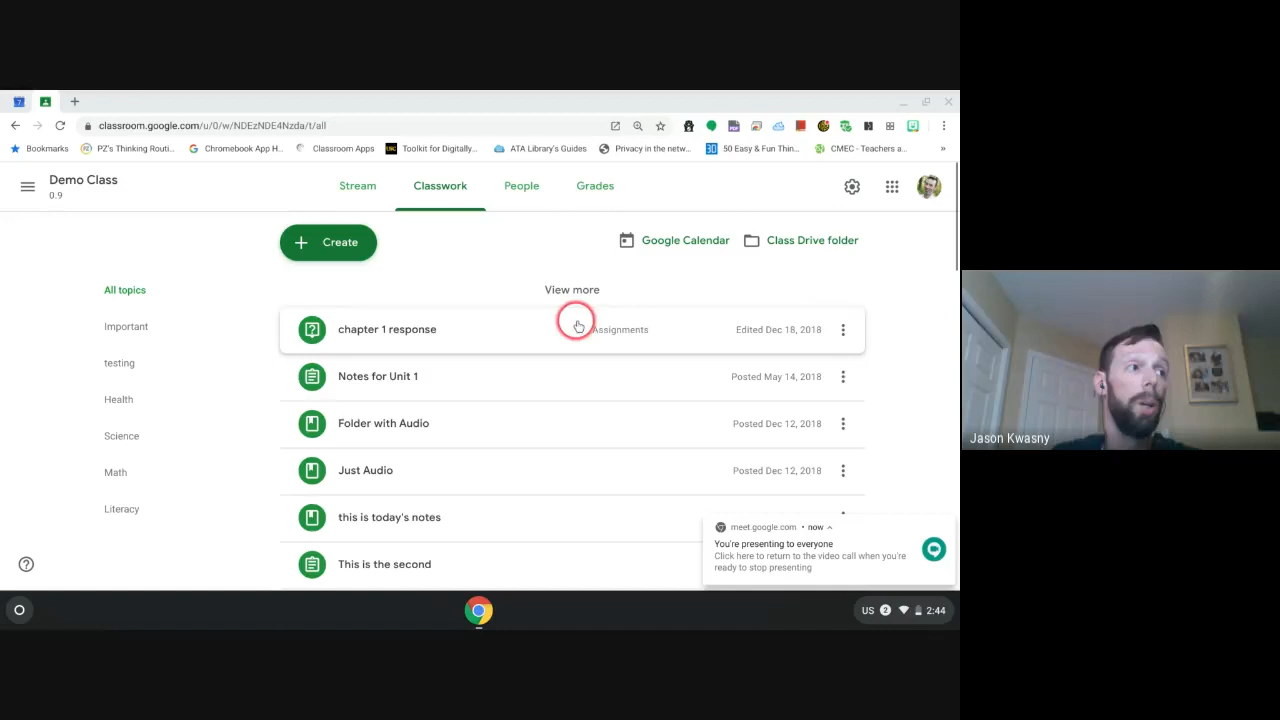 classroom.google.com/u/0/w/NDEzNDE4Nzda/t/all
Bookmarks PZ's Thinking Routi... Chromebook App H... Classroom Apps Toolkit for Digitally... ATA Library's Guides Privacy in the netw... 50 Easy & Fun Thin... CMEC - Teachers a... »
Demo Class
0.9
Stream Classwork People Grades
Create
Google Calendar Class Drive folder
All topics
Important
testing
Health
Science
Math
Literacy
View more
chapter 1 response Assignments Edited Dec 18, 2018
Notes for Unit 1 Posted May 14, 2018
Folder with Audio Posted Dec 12, 2018
Just Audio Posted Dec 12, 2018
this is today's notes
This is the second
meet.google.com • now
You're presenting to everyone
Click here to return to the video call when you're
ready to stop presenting
US 2 2:44
Jason Kwasny